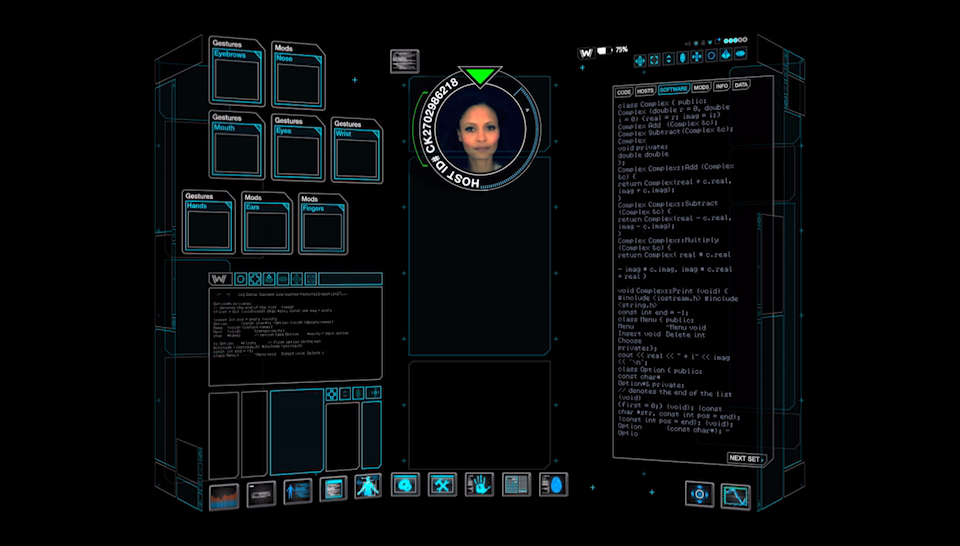 Gestures
Eyebrows
Mods
Nose
Gestures
Mouth
Gestures
Eyes
Gestures
Wrist
Gestures
Hands
Mods
Ears
Mods
Fingers
HOST ID# CK2702986218
W
75%
CODE HOSTS SOFTWARE MODS INFO DATA
class Complex { public:
Complex (double r = 0, double
i = 0) {real = r; imag = i;}
Complex Add (Complex &c);
Complex Subtract(Complex &c);
Complex
void private:
double double
};
Complex Complex::Add (Complex
&c) {
return Complex(real + c.real,
imag + c.imag);
}
Complex Complex::Subtract
(Complex &c) {
return Complex(real - c.real,
imag - c.imag);
}
Complex Complex::Multiply
(Complex &c) {
return Complex( real * c.real
- imag * c.imag, imag * c.real
+ real )
void Complex::Print (void) {
#include <iostream.h> #include
<string.h>
const int end = -1;
class Menu { public:
Menu ~Menu void
Insert void Delete int
Choose
private:};
cout << real << " + i" << imag
<< '\n';
class Option { public:
const char*
Option*& private:
// denotes the end of the list
(void)
{first = 0;} (void); (const
char *str, const int pos = end);
(const int pos = end); (void);
Option (const char*); ~
Optio
NEXT SET
W